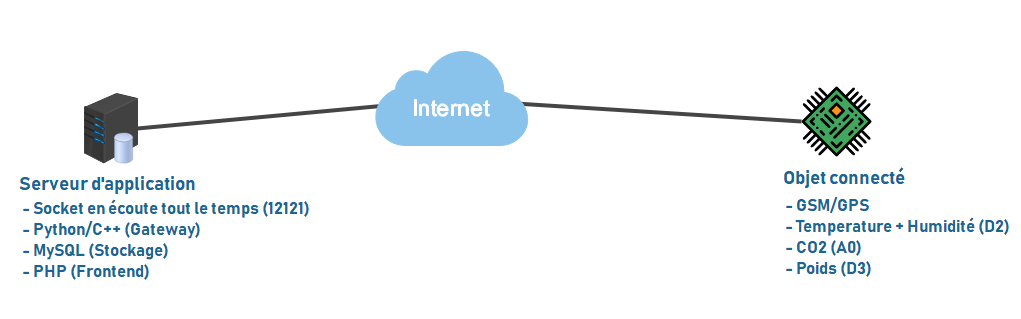 Internet
Serveur d'application
- Socket en écoute tout le temps (12121)
- Python/C++ (Gateway)
- MySQL (Stockage)
- PHP (Frontend)
Objet connecté
- GSM/GPS
- Temperature + Humidité (D2)
- CO2 (A0)
- Poids (D3)